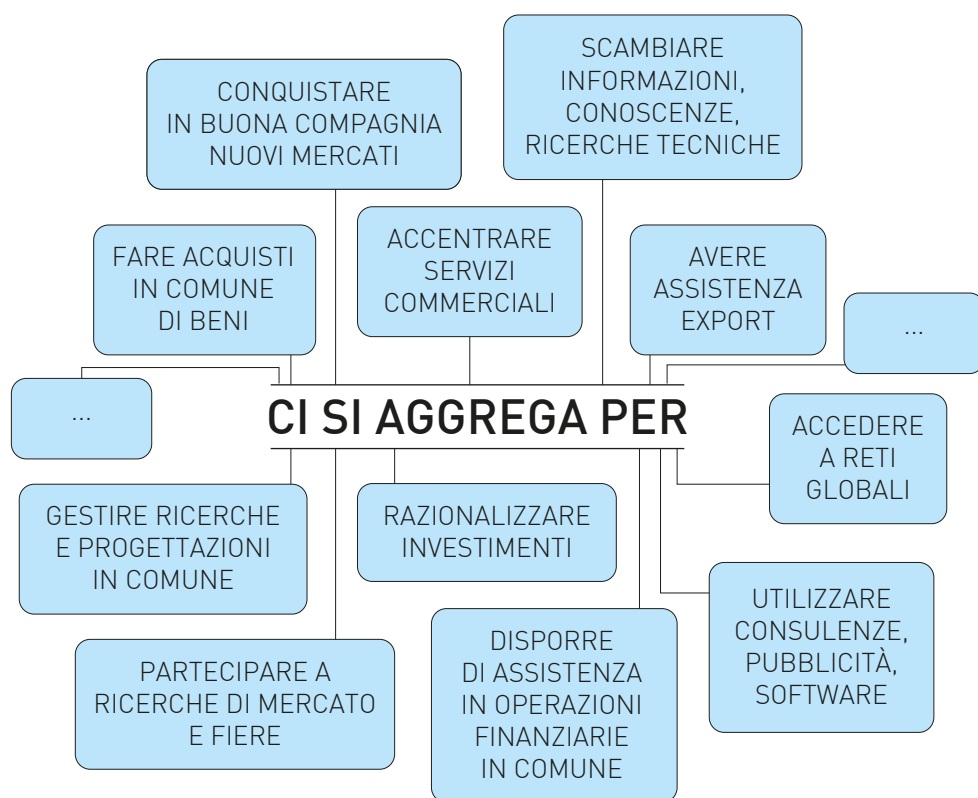 SCAMBIARE
INFORMAZIONI,
CONOSCENZE,
RICERCHE TECNICHE
CONQUISTARE
IN BUONA COMPAGNIA
NUOVI MERCATI
FARE ACQUISTI
IN COMUNE
DI BENI
ACCENTRARE
SERVIZI
COMMERCIALI
AVERE
ASSISTENZA
EXPORT
...
...
CI SI AGGREGA PER
ACCEDERE
A RETI
GLOBALI
GESTIRE RICERCHE
E PROGETTAZIONI
IN COMUNE
RAZIONALIZZARE
INVESTIMENTI
UTILIZZARE
CONSULENZE,
PUBBLICITÀ,
SOFTWARE
PARTECIPARE A
RICERCHE DI MERCATO
E FIERE
DISPORRE
DI ASSISTENZA
IN OPERAZIONI
FINANZIARIE
IN COMUNE